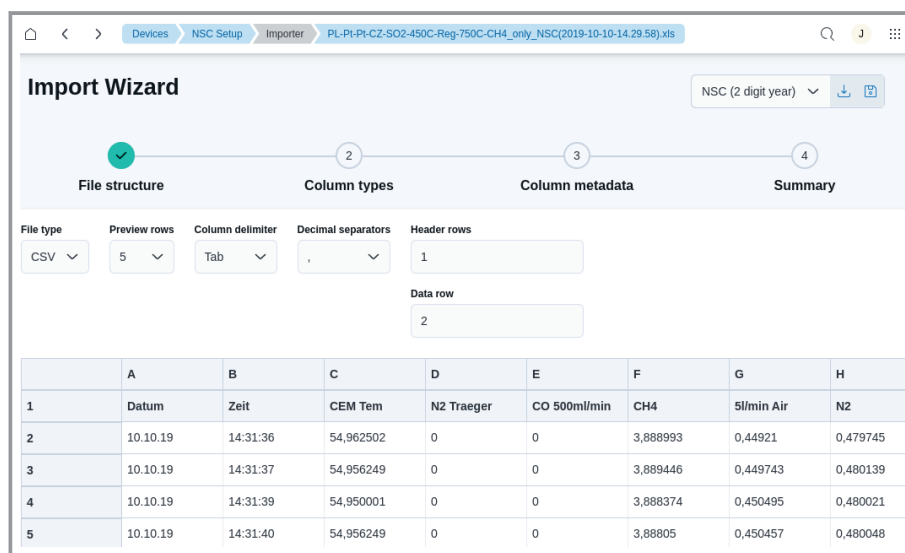 Devices NSC Setup Importer PL-Pt-Pt-CZ-SO2-450C-Reg-750C-CH4_only_NSC(2019-10-10-14.29.58).xls J
Import Wizard
NSC (2 digit year)
2 3 4
File structure Column types Column metadata Summary
File type Preview rows Column delimiter Decimal separators Header rows
CSV 5 Tab , 1
Data row
2
A B C D E F G H
1 Datum Zeit CEM Tem N2 Traeger CO 500ml/min CH4 5l/min Air N2
2 10.10.19 14:31:36 54,962502 0 0 3,888993 0,44921 0,479745
3 10.10.19 14:31:37 54,956249 0 0 3,889446 0,449743 0,480139
4 10.10.19 14:31:39 54,950001 0 0 3,888374 0,450495 0,480021
5 10.10.19 14:31:40 54,956249 0 0 3,88805 0,450457 0,480048